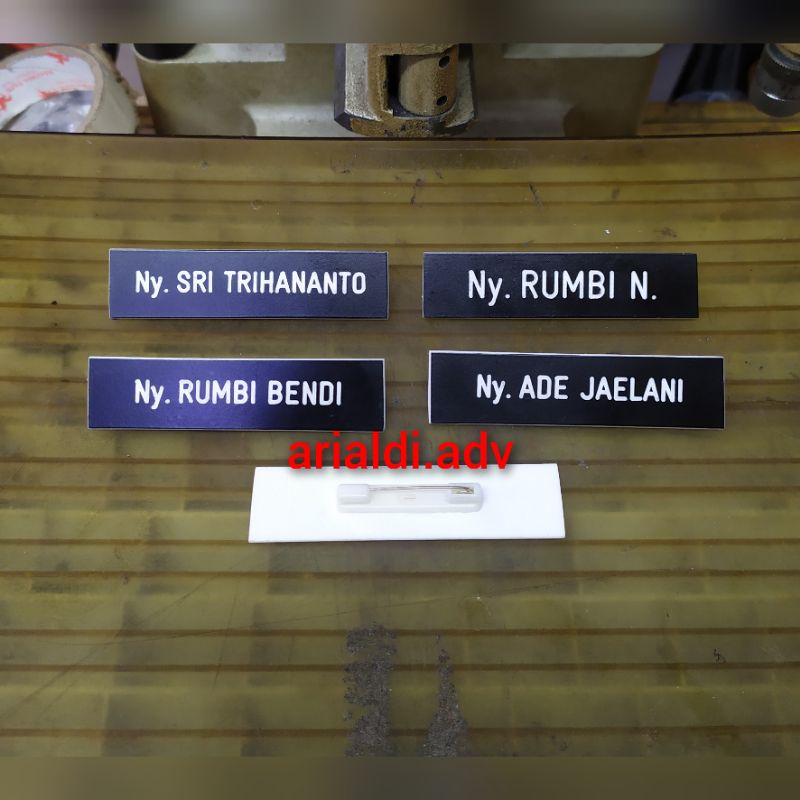 Ny. SRI TRIHANANTO
Ny. RUMBI N.
Ny. RUMBI BENDI
Ny. ADE JAELANI
arialdi.adv